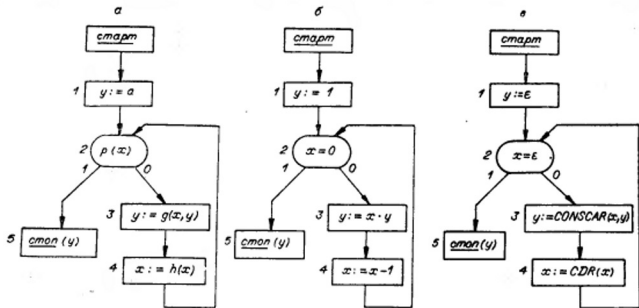 а б в
старт старт старт
1 y := a 1 y := 1 1 y := ε
2 p(x) 2 x = 0 2 x = ε
1 0 1 0 1 0
3 y := g(x, y) 3 y := x · y 3 y := CONSCAR(x, y)
5 стоп (y) 5 стоп (y) 5 стоп (y)
4 x := h(x) 4 x := x - 1 4 x := CDR(x)